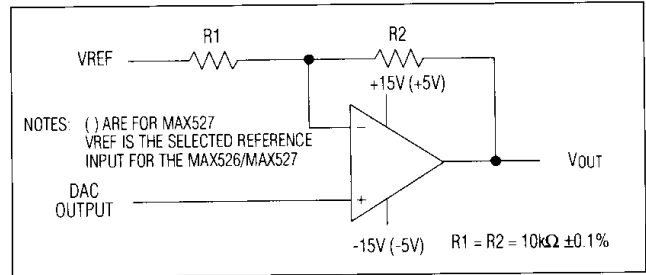 R1
R2
VREF
+15V (+5V)
NOTES: ( ) ARE FOR MAX527
VREF IS THE SELECTED REFERENCE
INPUT FOR THE MAX526/MAX527
−
VOUT
DAC
OUTPUT
+
-15V (-5V)
R1 = R2 = 10kΩ ±0.1%